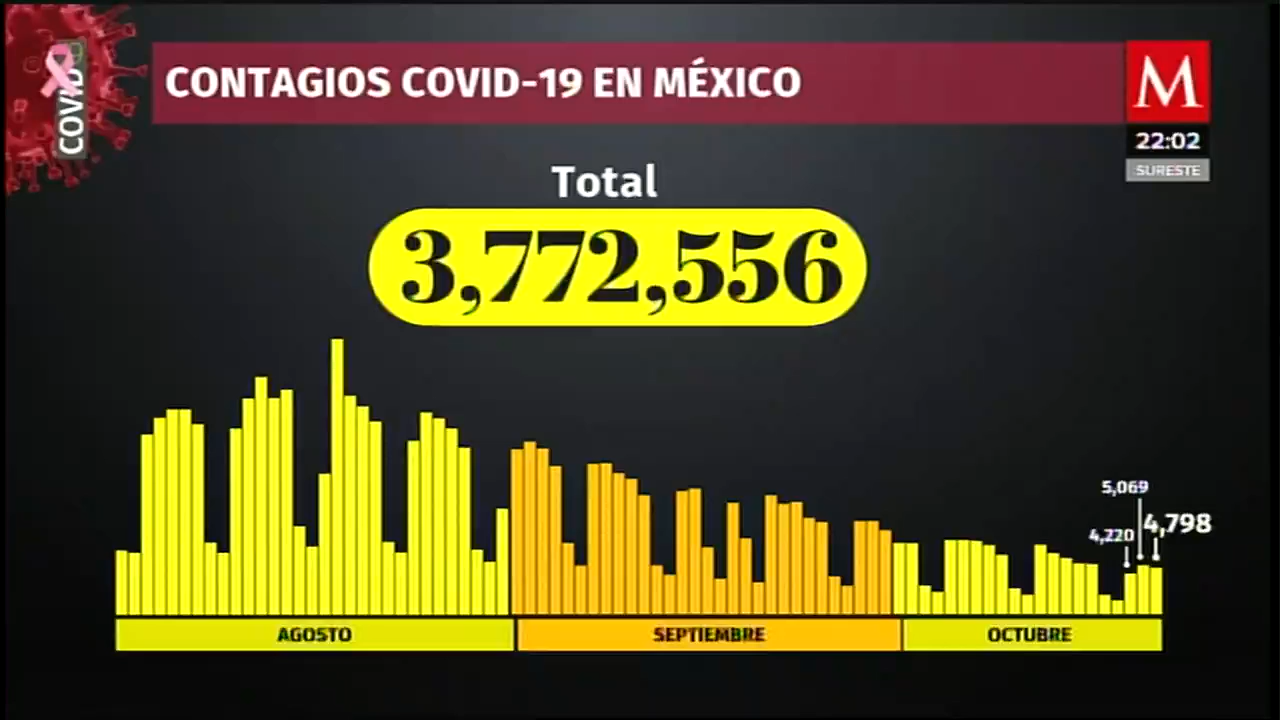 COVID
CONTAGIOS COVID-19 EN MÉXICO
M
22:02
SURESTE
Total
3,772,556
5,069
4,798
4,220
AGOSTO
SEPTIEMBRE
OCTUBRE